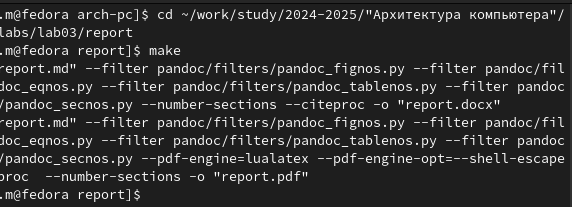 .m@fedora arch-pc]$ cd ~/work/study/2024-2025/"Архитектура компьютера"/
labs/lab03/report
.m@fedora report]$ make
report.md" --filter pandoc/filters/pandoc_fignos.py --filter pandoc/fil
doc_eqnos.py --filter pandoc/filters/pandoc_tablenos.py --filter pandoc
/pandoc_secnos.py --number-sections --citeproc -o "report.docx"
report.md" --filter pandoc/filters/pandoc_fignos.py --filter pandoc/fil
doc_eqnos.py --filter pandoc/filters/pandoc_tablenos.py --filter pandoc
/pandoc_secnos.py --pdf-engine=lualatex --pdf-engine-opt=--shell-escape
proc  --number-sections -o "report.pdf"
.m@fedora report]$